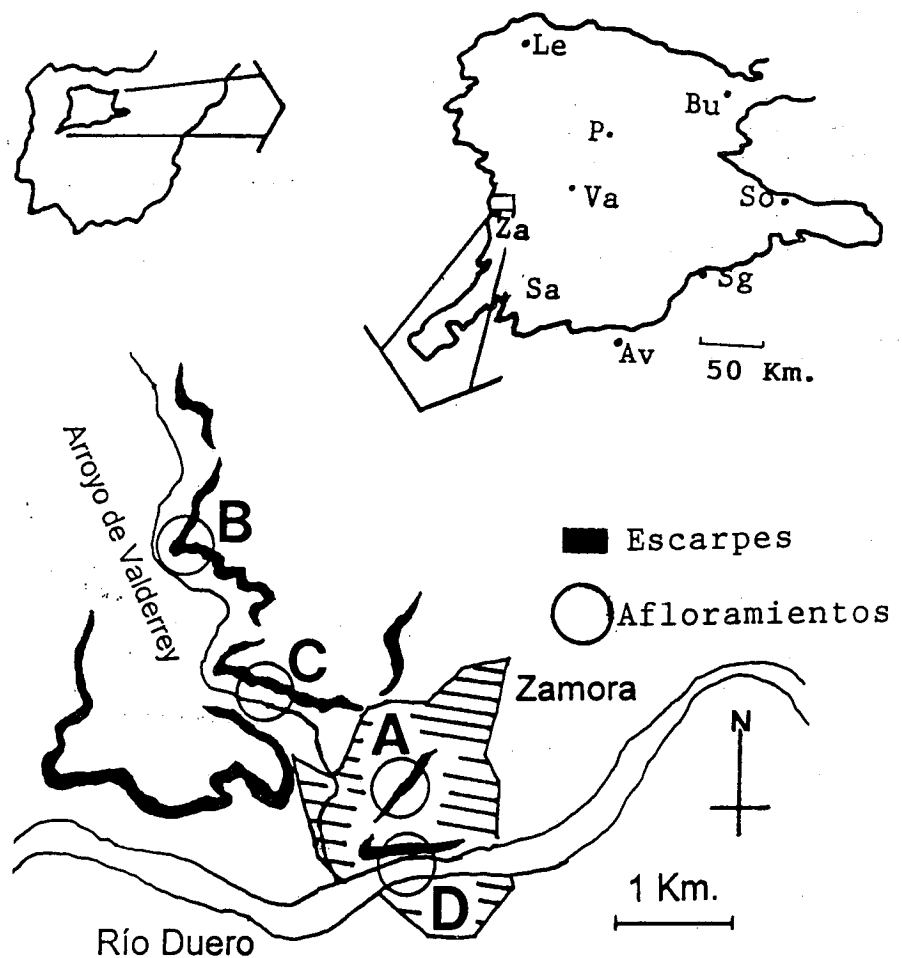 Le
Bu
P.
Va
So
Za
Sa
Sg
Av
50 Km.
Arroyo de Valderrey
B
Escarpes
Afloramientos
C
Zamora
A
N
D
1 Km.
Río Duero